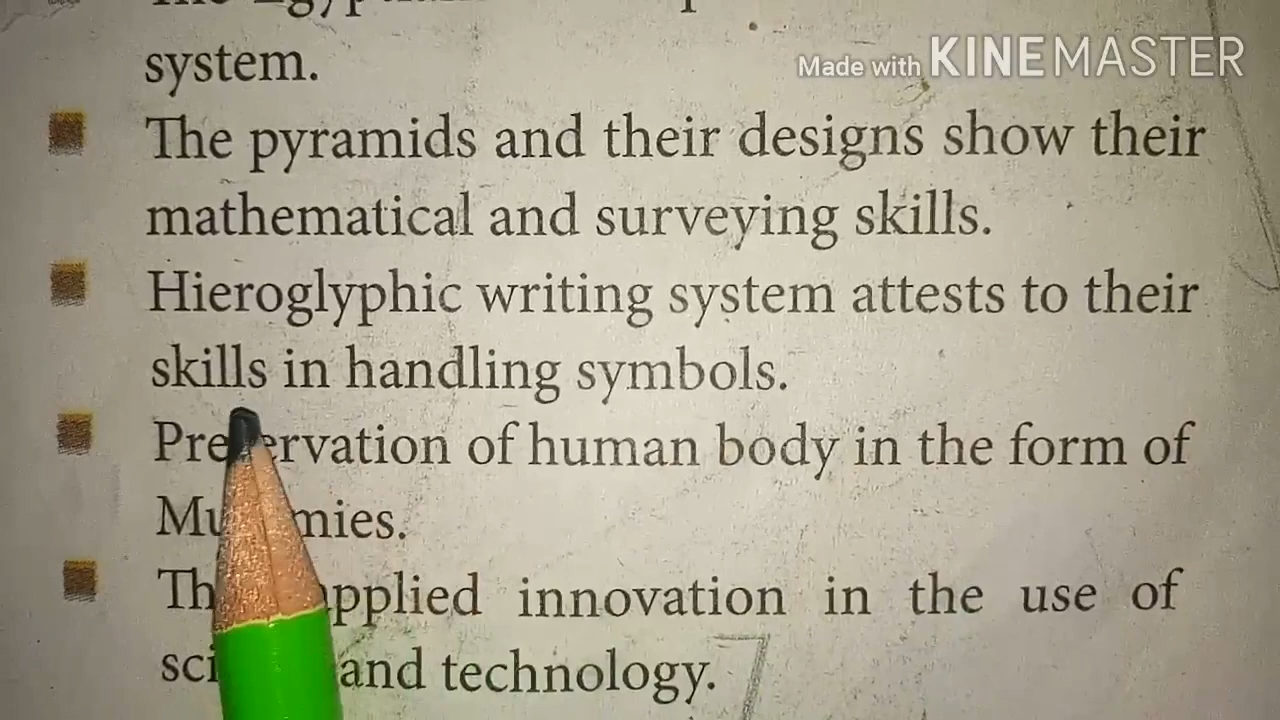 system.
Made with KINEMASTER
The pyramids and their designs show their
mathematical and surveying skills.
Hieroglyphic writing system attests to their
skills in handling symbols.
Preservation of human body in the form of
Mummies.
applied innovation in the use of
and technology.